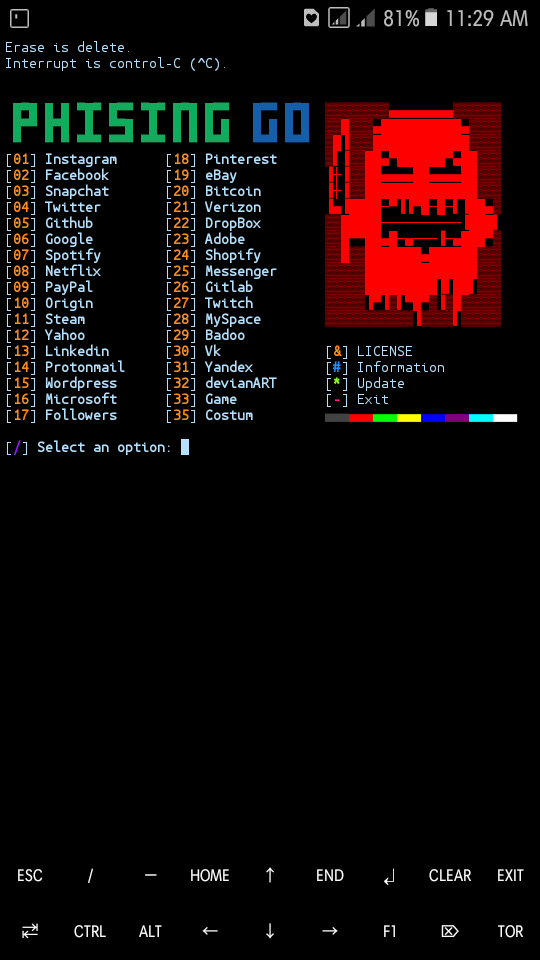 81% 11:29 AM
Erase is delete.
Interrupt is control-C (^C).
PHISING GO
[01] Instagram [18] Pinterest
[02] Facebook [19] eBay
[03] Snapchat [20] Bitcoin
[04] Twitter [21] Verizon
[05] Github [22] DropBox
[06] Google [23] Adobe
[07] Spotify [24] Shopify
[08] Netflix [25] Messenger
[09] PayPal [26] Gitlab
[10] Origin [27] Twitch
[11] Steam [28] MySpace
[12] Yahoo [29] Badoo
[13] Linkedin [30] Vk [&] LICENSE
[14] Protonmail [31] Yandex [#] Information
[15] Wordpress [32] devianART [*] Update
[16] Microsoft [33] Game [-] Exit
[17] Followers [35] Costum
[/] Select an option:
ESC / — HOME ↑ END ↲ CLEAR EXIT
⇄ CTRL ALT ← ↓ → F1 ⌦ TOR